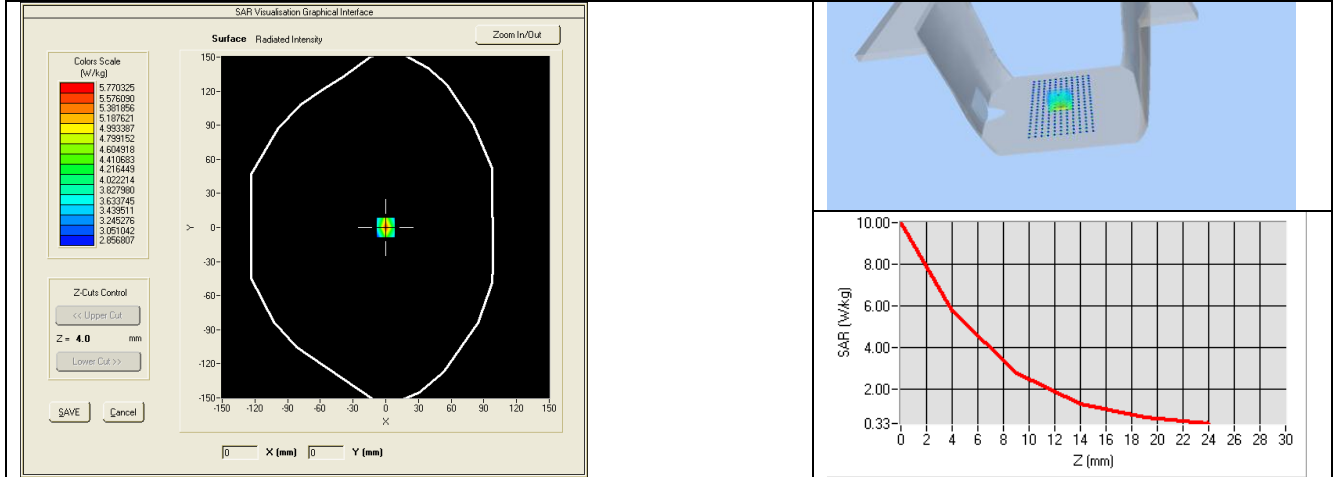 SAR Visualisation Graphical Interface
Surface Radiated Intensity
Zoom In/Out
Colors Scale
(W/kg)
5.770325
5.576090
5.381856
5.187621
4.993387
4.799152
4.604918
4.410683
4.216449
4.022214
3.827980
3.633745
3.439511
3.245276
3.051042
2.856807
Z-Cuts Control
<< Upper Cut
Z = 4.0 mm
Lower Cut >>
SAVE Cancel
150
120
90
60
30
0
-30
-60
-90
-120
-150
Y
-150 -120 -90 -60 -30 0 30 60 90 120 150
X
0 X (mm) 0 Y (mm)
10.00
8.00
6.00
4.00
2.00
0.33
SAR (W/kg)
0 2 4 6 8 10 12 14 16 18 20 22 24 26 28 30
Z (mm)